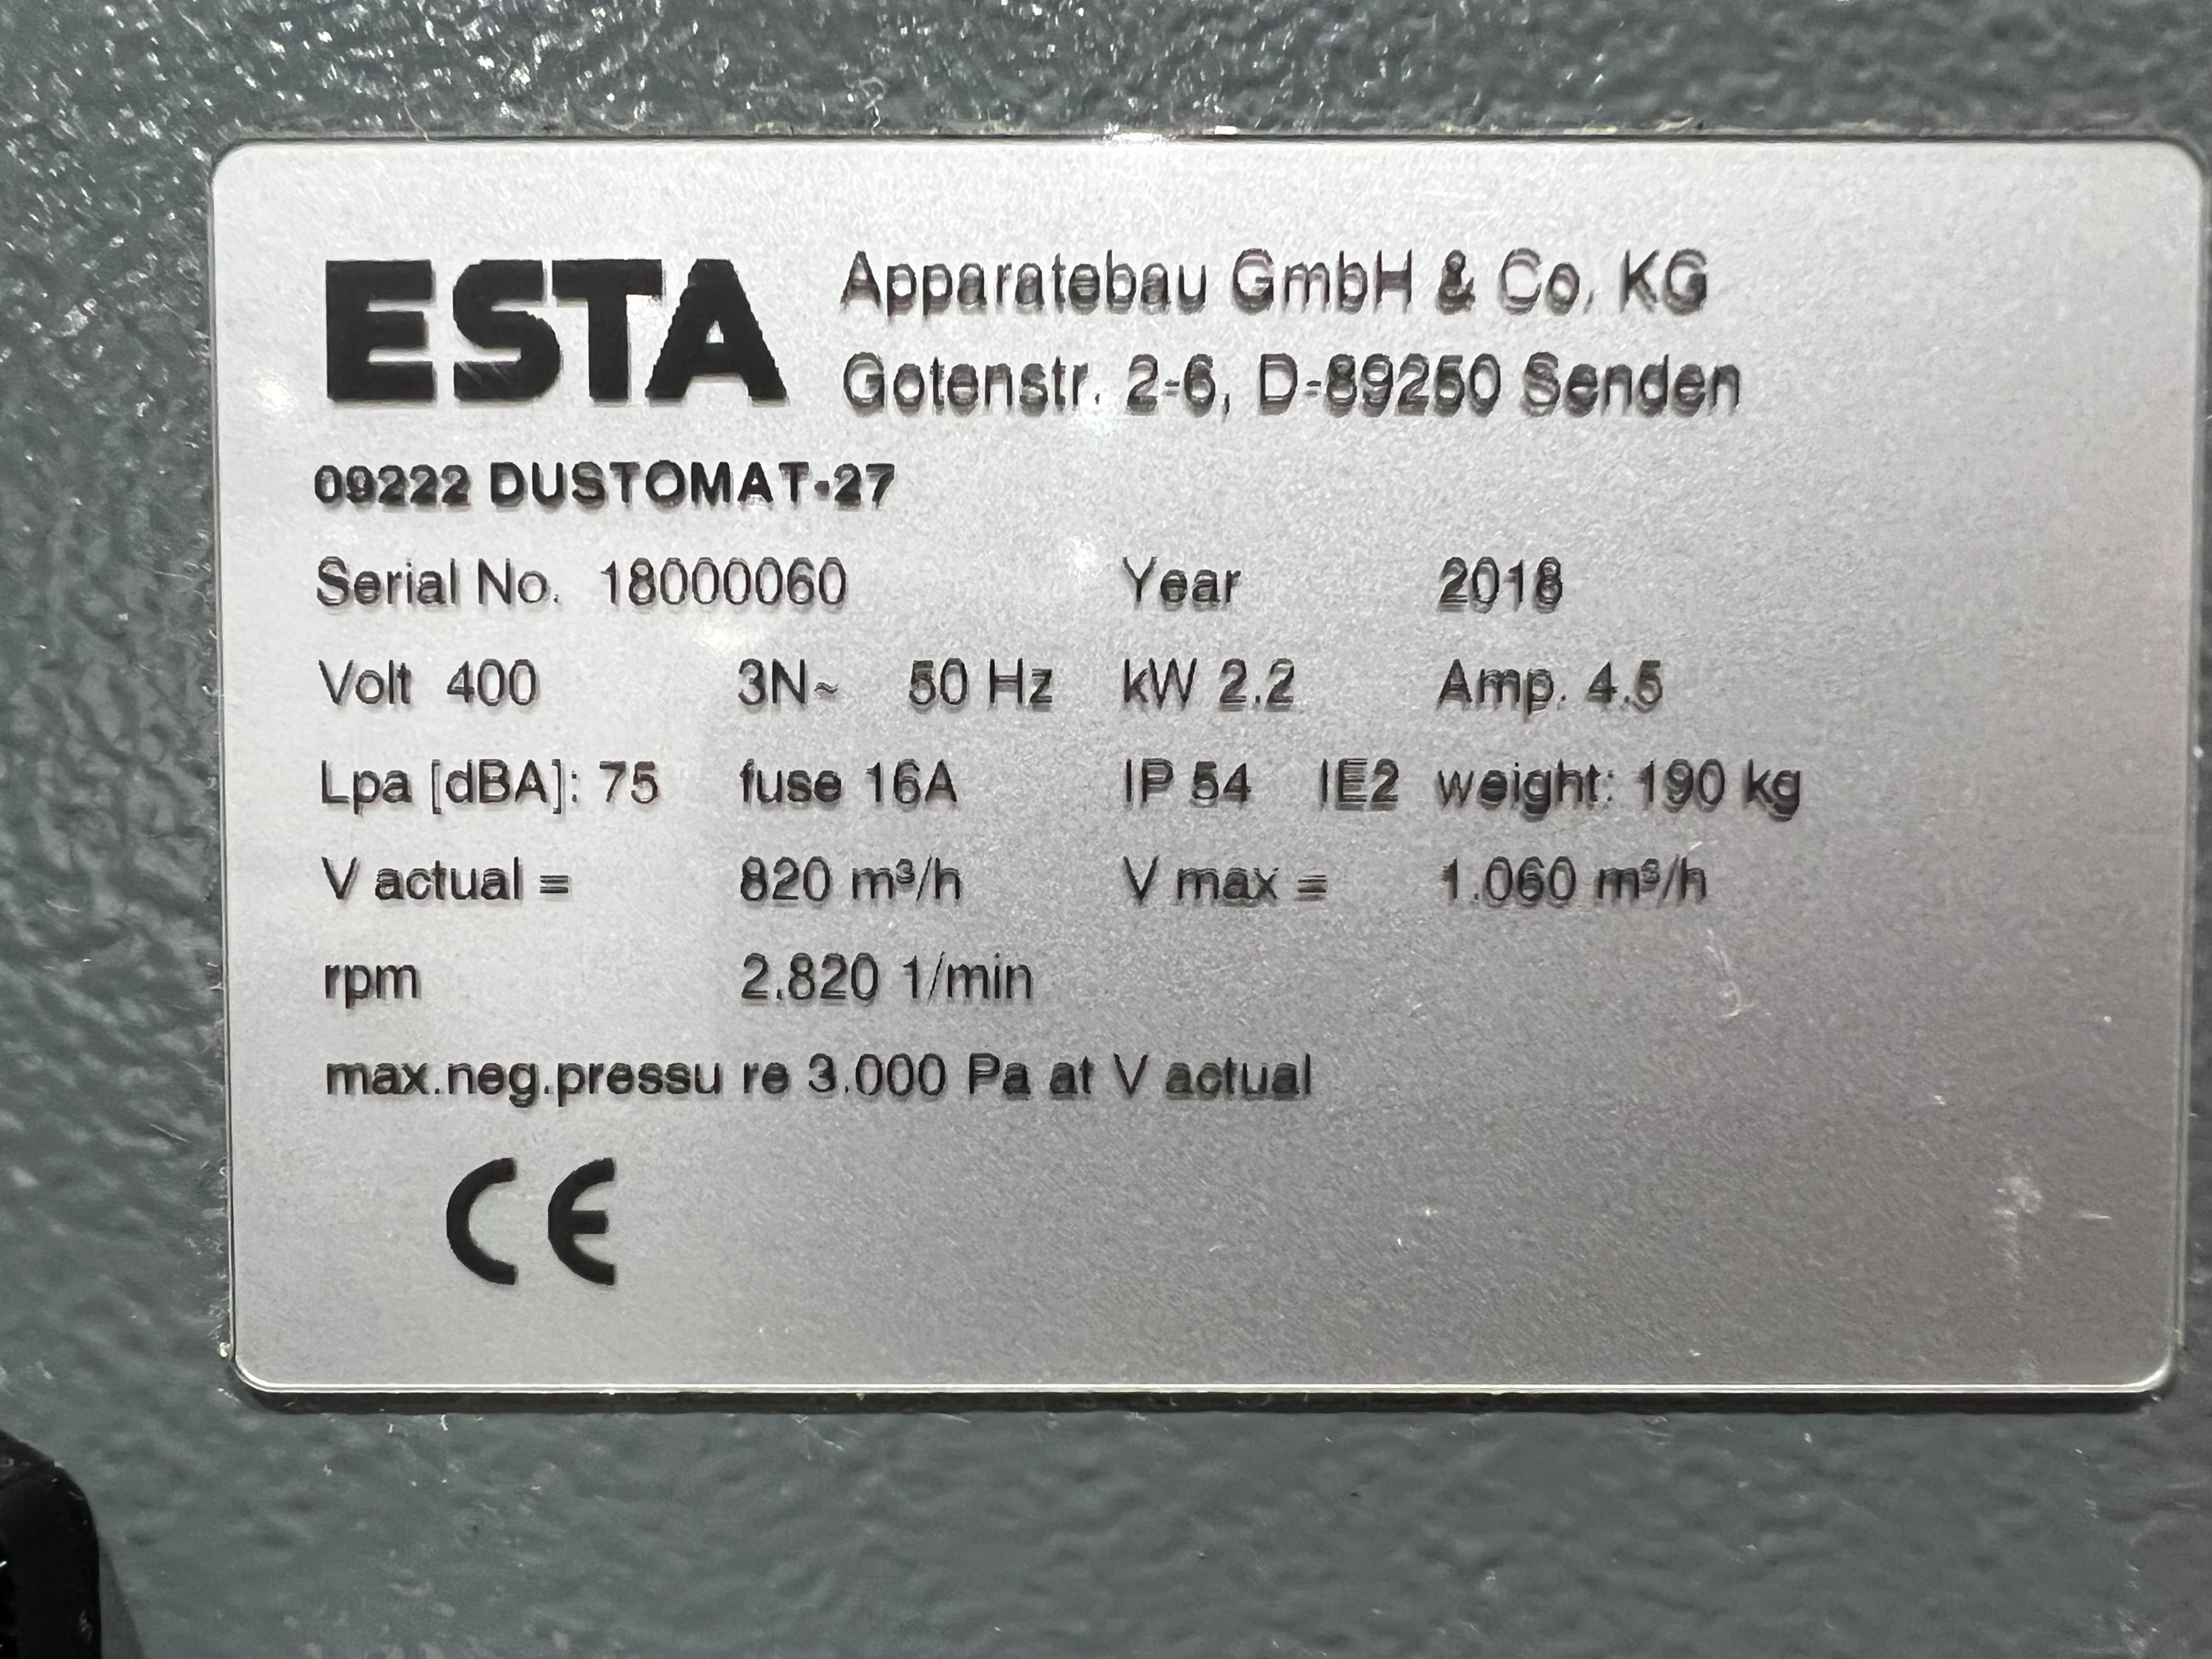 ESTA Apparatebau GmbH & Co. KG
Gotenstr. 2-6, D-89250 Senden
09222 DUSTOMAT-27
Serial No. 18000060 Year 2018
Volt 400 3N~ 50 Hz kW 2.2 Amp. 4.5
Lpa [dBA]: 75 fuse 16A IP 54 IE2 weight: 190 kg
V actual = 820 m³/h V max = 1.060 m³/h
rpm 2.820 1/min
max.neg.pressu re 3.000 Pa at V actual
CE